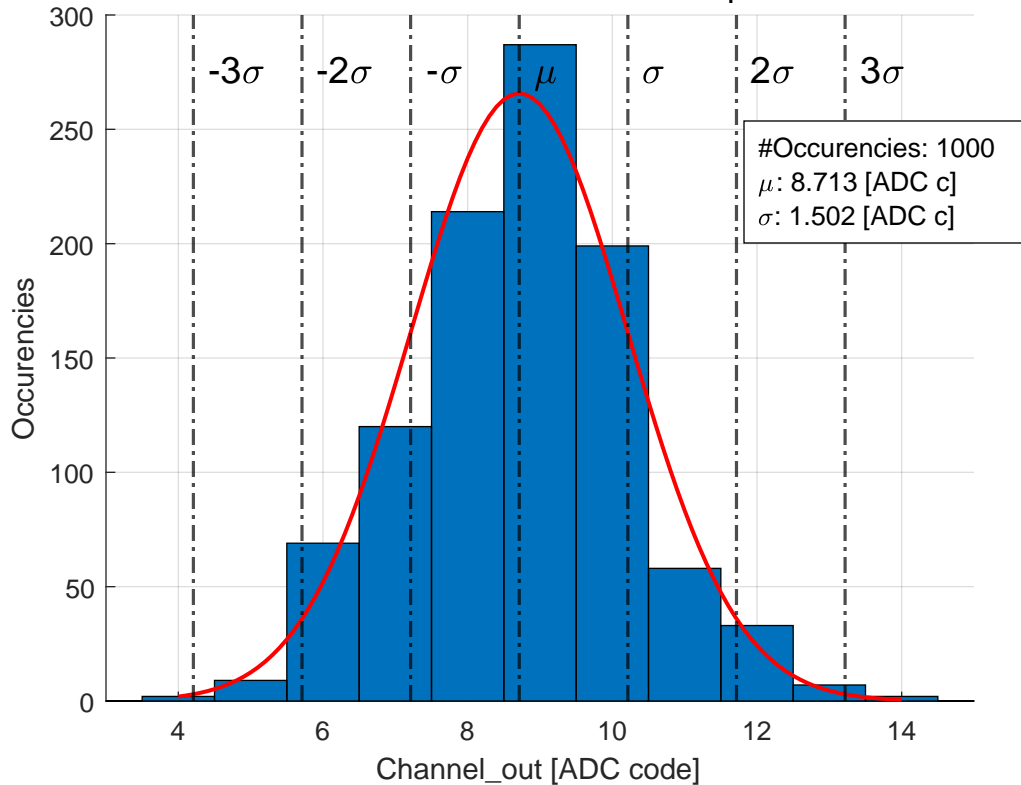 300
250
200
150
100
50
0
-3σ
-2σ
-σ
μ
σ
2σ
3σ
#Occurencies: 1000
μ: 8.713 [ADC c]
σ: 1.502 [ADC c]
Occurencies
4
6
8
10
12
14
Channel_out [ADC code]